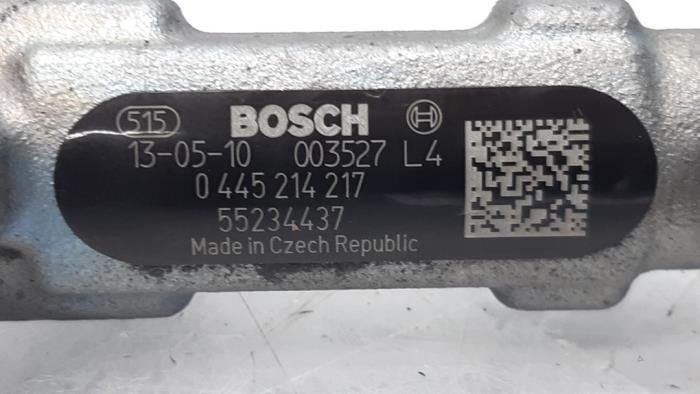 515 BOSCH
13-05-10 003527 L4
0 445 214 217
55234437
Made in Czech Republic